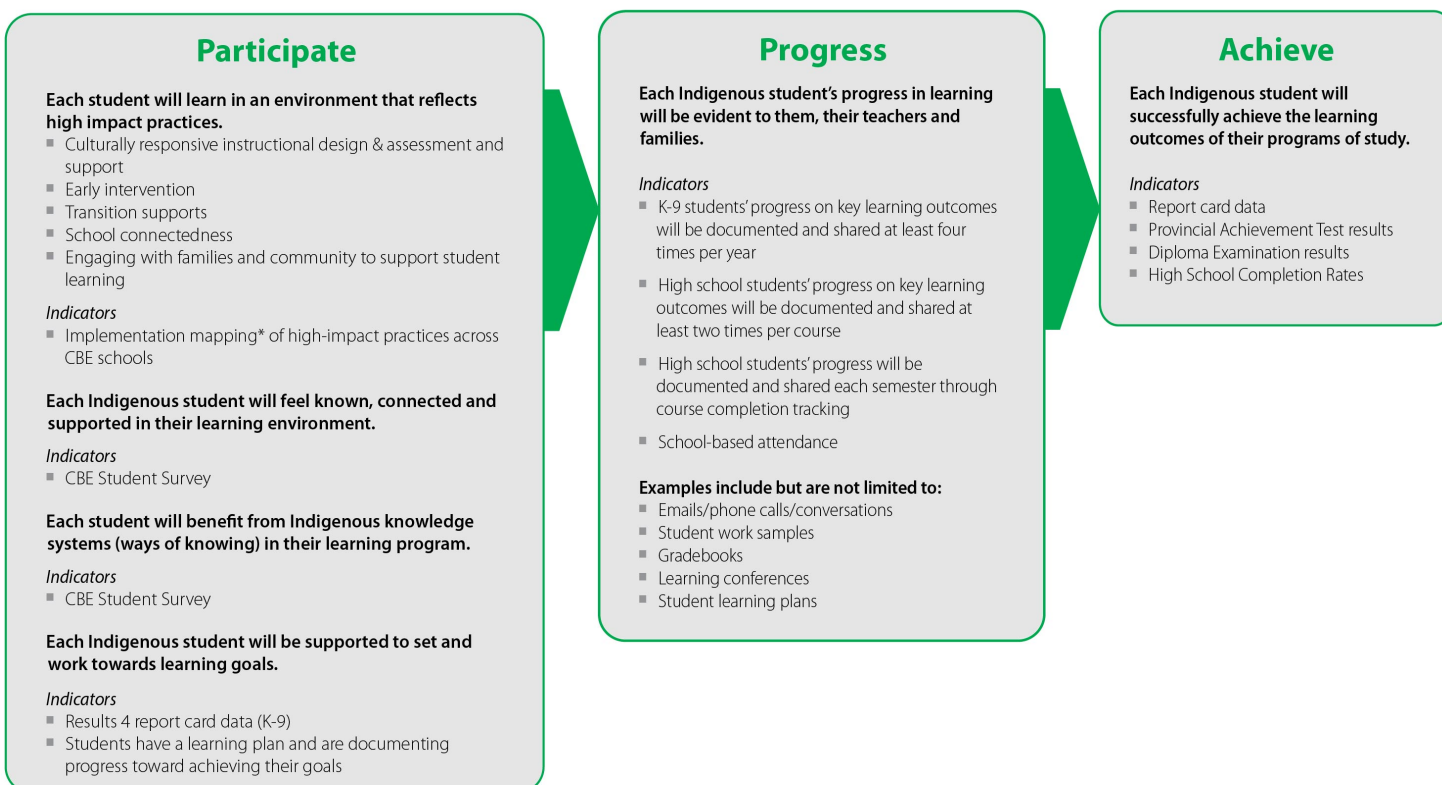 Participate
Each student will learn in an environment that reflects
high impact practices.
■ Culturally responsive instructional design & assessment and
support
■ Early intervention
■ Transition supports
■ School connectedness
■ Engaging with families and community to support student
learning
Indicators
■ Implementation mapping* of high-impact practices across
CBE schools
Each Indigenous student will feel known, connected and
supported in their learning environment.
Indicators
■ CBE Student Survey
Each student will benefit from Indigenous knowledge
systems (ways of knowing) in their learning program.
Indicators
■ CBE Student Survey
Each Indigenous student will be supported to set and
work towards learning goals.
Indicators
■ Results 4 report card data (K-9)
■ Students have a learning plan and are documenting
progress toward achieving their goals
Progress
Each Indigenous student’s progress in learning
will be evident to them, their teachers and
families.
Indicators
■ K-9 students’ progress on key learning outcomes
will be documented and shared at least four
times per year
■ High school students’ progress on key learning
outcomes will be documented and shared at
least two times per course
■ High school students’ progress will be
documented and shared each semester through
course completion tracking
■ School-based attendance
Examples include but are not limited to:
■ Emails/phone calls/conversations
■ Student work samples
■ Gradebooks
■ Learning conferences
■ Student learning plans
Achieve
Each Indigenous student will
successfully achieve the learning
outcomes of their programs of study.
Indicators
■ Report card data
■ Provincial Achievement Test results
■ Diploma Examination results
■ High School Completion Rates